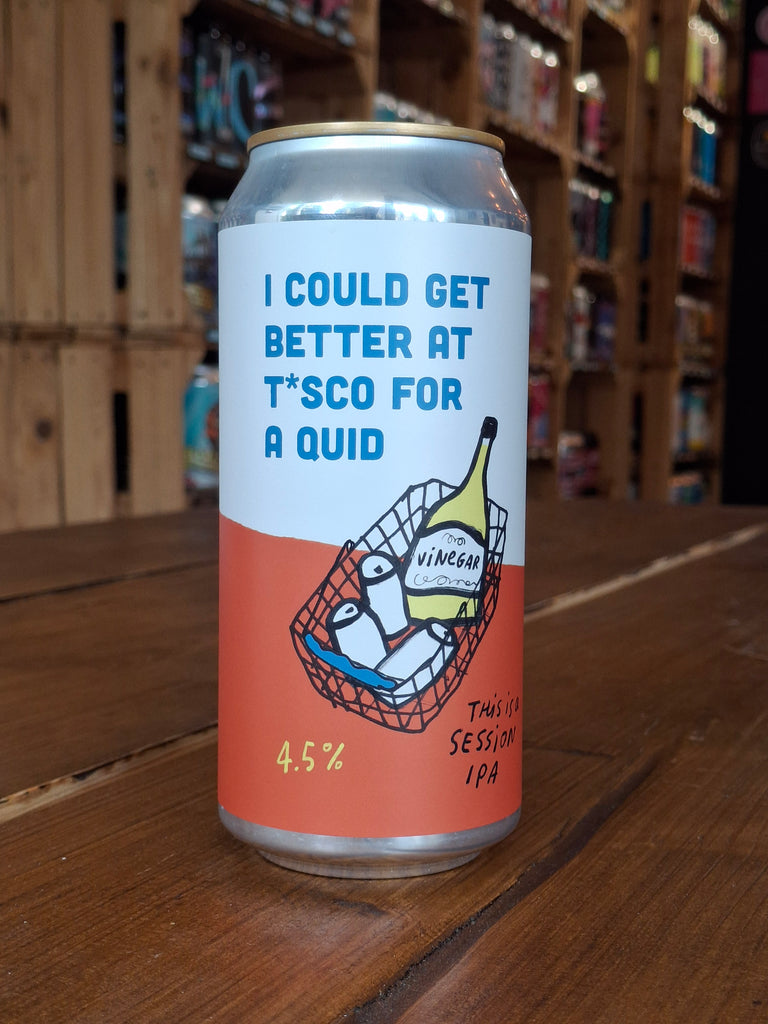 I COULD GET
BETTER AT
T*SCO FOR
A QUID
ViNEGAR
4.5%
THiS iS a
SESSiON
IPA